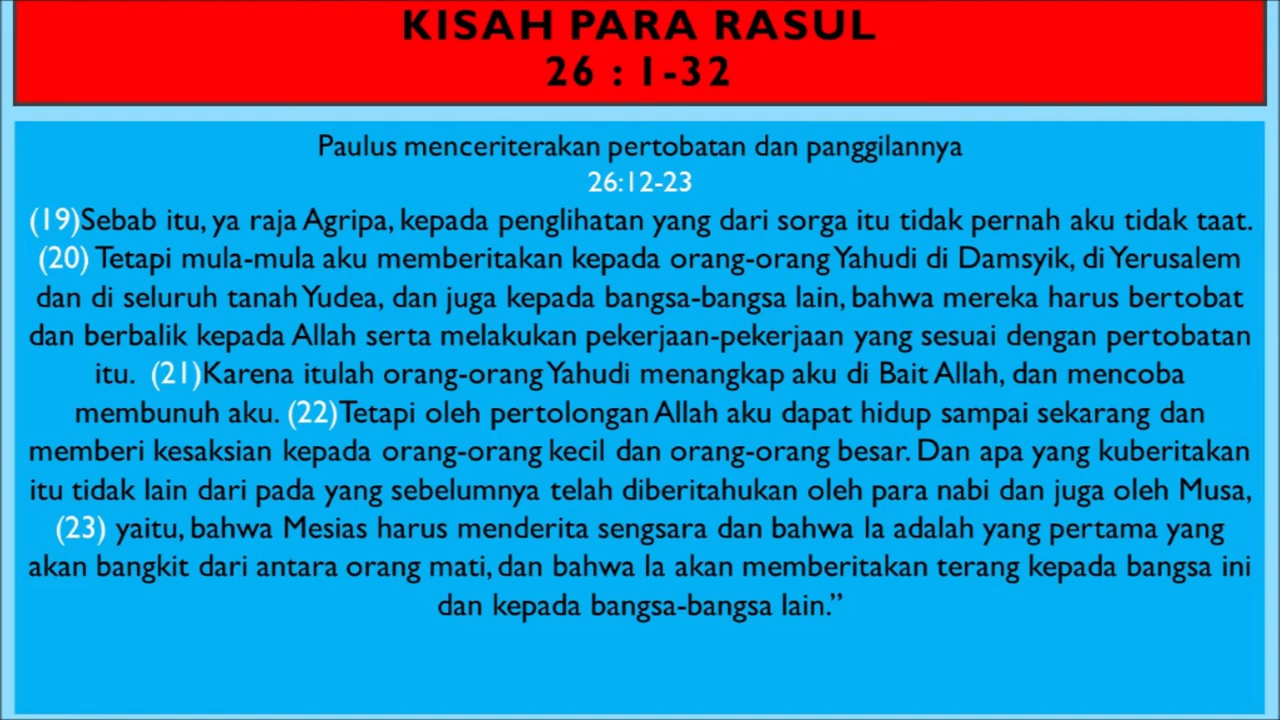 KISAH PARA RASUL
26 : 1-32
Paulus menceriterakan pertobatan dan panggilannya
26:12-23
(19)Sebab itu, ya raja Agripa, kepada penglihatan yang dari sorga itu tidak pernah aku tidak taat.
(20) Tetapi mula-mula aku memberitakan kepada orang-orang Yahudi di Damsyik, di Yerusalem
dan di seluruh tanah Yudea, dan juga kepada bangsa-bangsa lain, bahwa mereka harus bertobat
dan berbalik kepada Allah serta melakukan pekerjaan-pekerjaan yang sesuai dengan pertobatan
itu. (21)Karena itulah orang-orang Yahudi menangkap aku di Bait Allah, dan mencoba
membunuh aku. (22)Tetapi oleh pertolongan Allah aku dapat hidup sampai sekarang dan
memberi kesaksian kepada orang-orang kecil dan orang-orang besar. Dan apa yang kuberitakan
itu tidak lain dari pada yang sebelumnya telah diberitahukan oleh para nabi dan juga oleh Musa,
(23) yaitu, bahwa Mesias harus menderita sengsara dan bahwa Ia adalah yang pertama yang
akan bangkit dari antara orang mati, dan bahwa Ia akan memberitakan terang kepada bangsa ini
dan kepada bangsa-bangsa lain.”